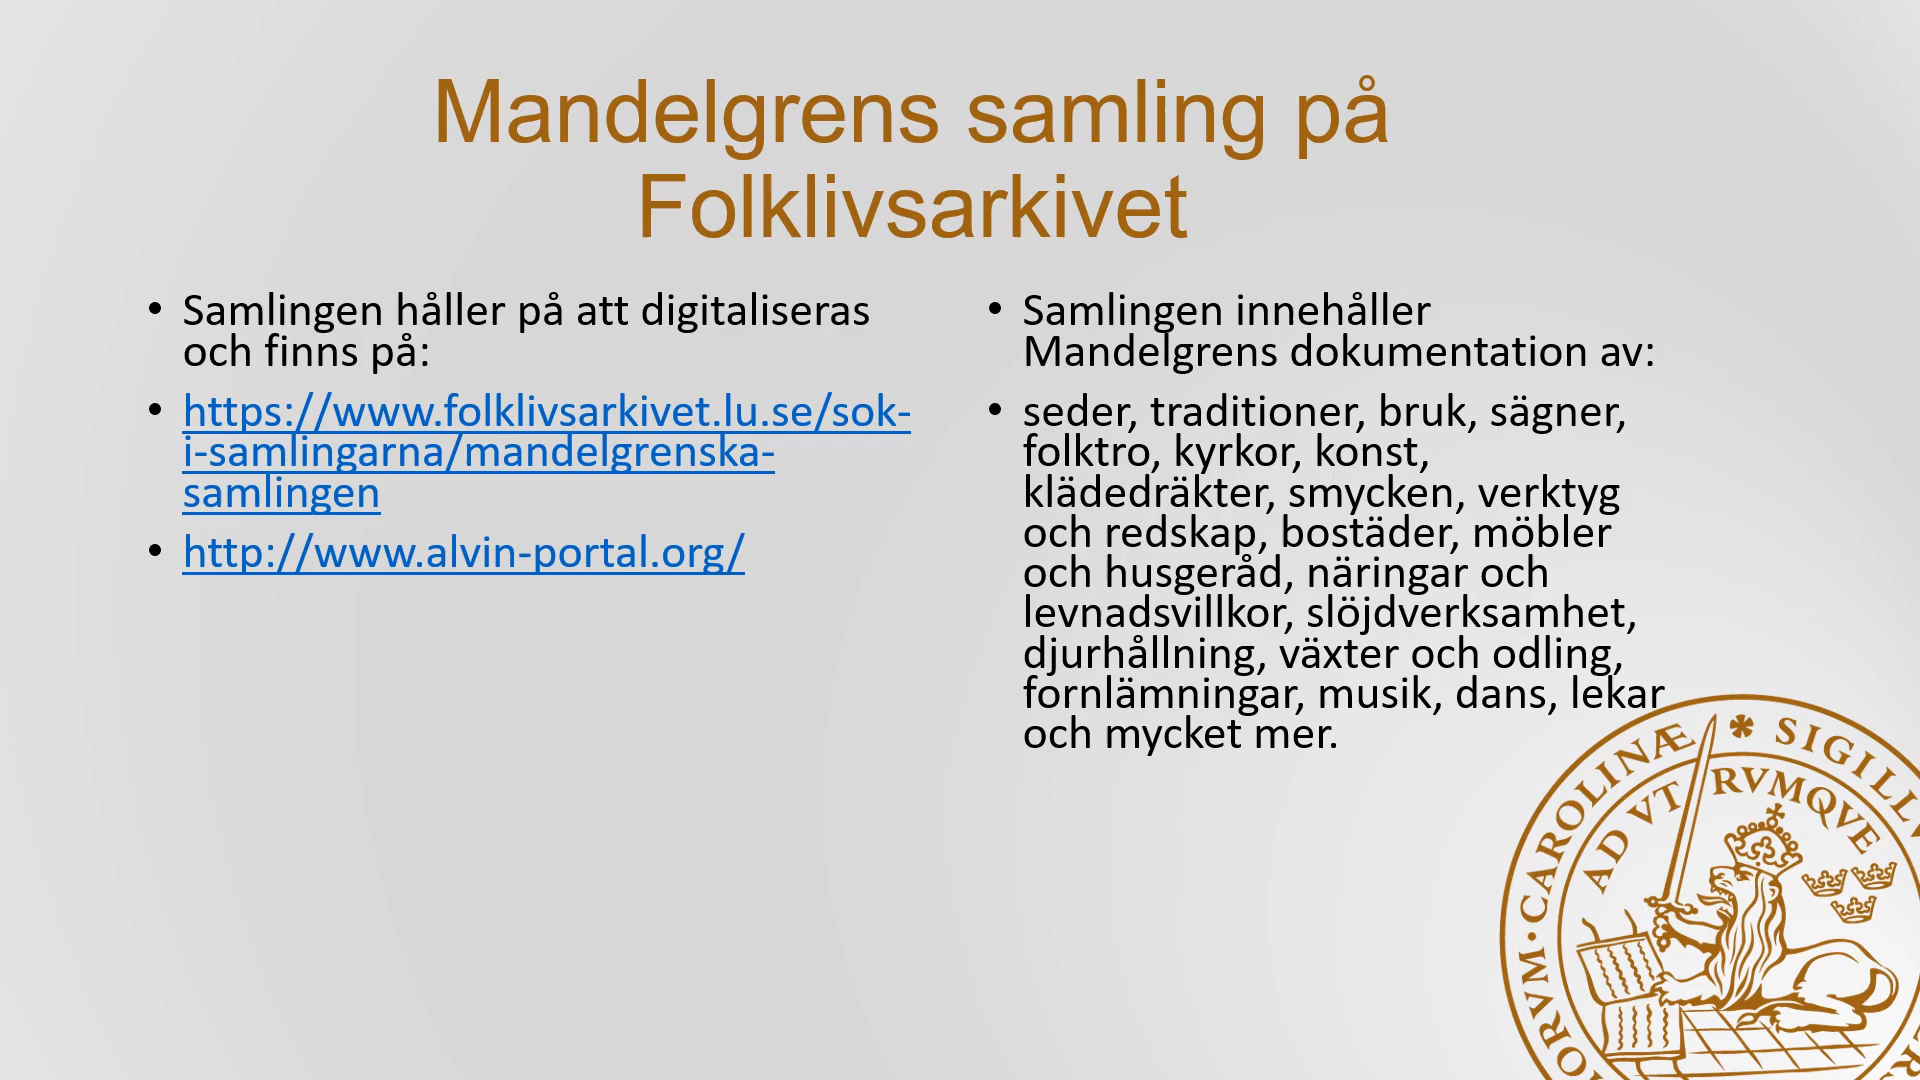 Mandelgrens samling på
Folklivsarkivet
• Samlingen håller på att digitaliseras
och finns på:
• https://www.folklivsarkivet.lu.se/sok-
i-samlingarna/mandelgrenska-
samlingen
• http://www.alvin-portal.org/
• Samlingen innehåller
Mandelgrens dokumentation av:
• seder, traditioner, bruk, sägner,
folktro, kyrkor, konst,
klädedräkter, smycken, verktyg
och redskap, bostäder, möbler
och husgeråd, näringar och
levnadsvillkor, slöjdverksamhet,
djurhållning, växter och odling,
fornlämningar, musik, dans, lekar
och mycket mer.
ORVM · CAROLINÆ * SIGILLV
AD VTRVMQVE